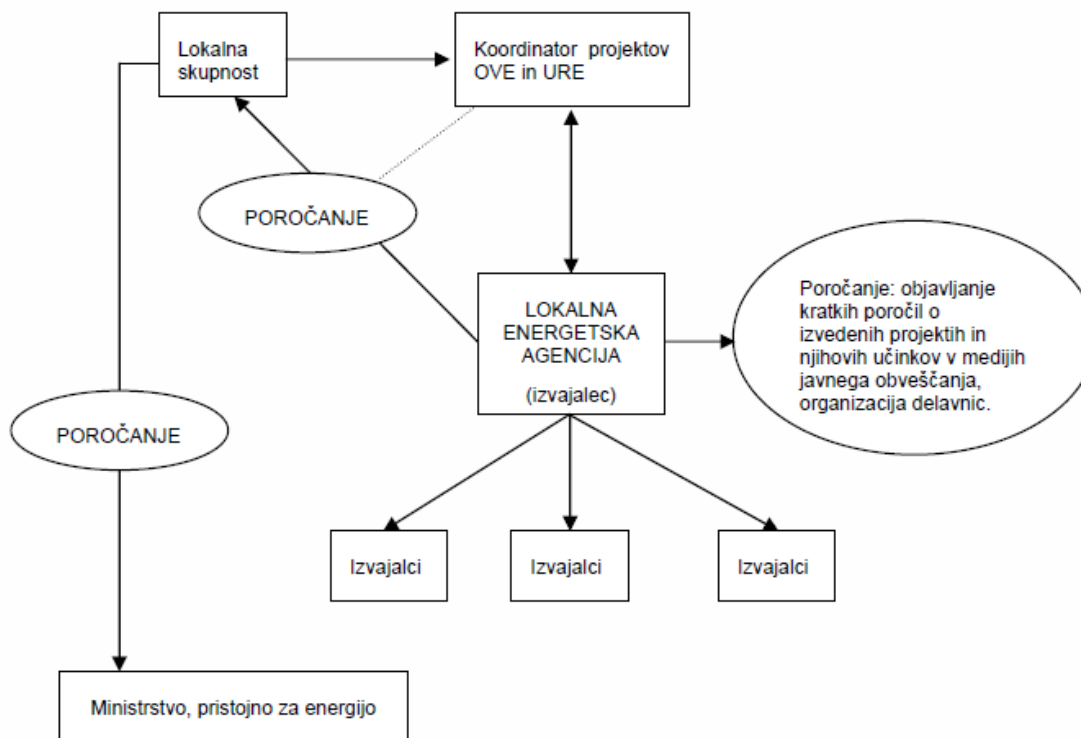 Lokalna
skupnost
Koordinator projektov
OVE in URE
POROČANJE
LOKALNA
ENERGETSKA
AGENCIJA
(izvajalec)
Poročanje: objavljanje
kratkih poročil o
izvedenih projektih in
njihovih učinkov v medijih
javnega obveščanja,
organizacija delavnic.
POROČANJE
Izvajalci
Izvajalci
Izvajalci
Ministrstvo, pristojno za energijo